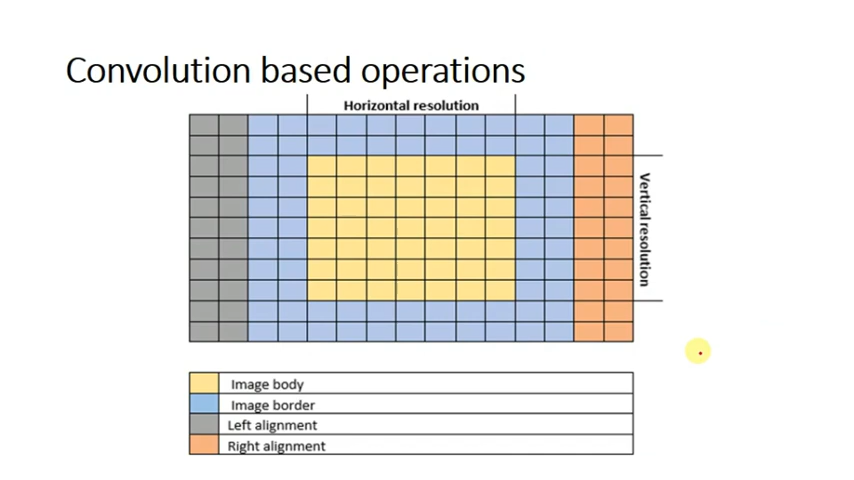 Convolution based operations
Horizontal resolution
Vertical resolution
Image body
Image border
Left alignment
Right alignment